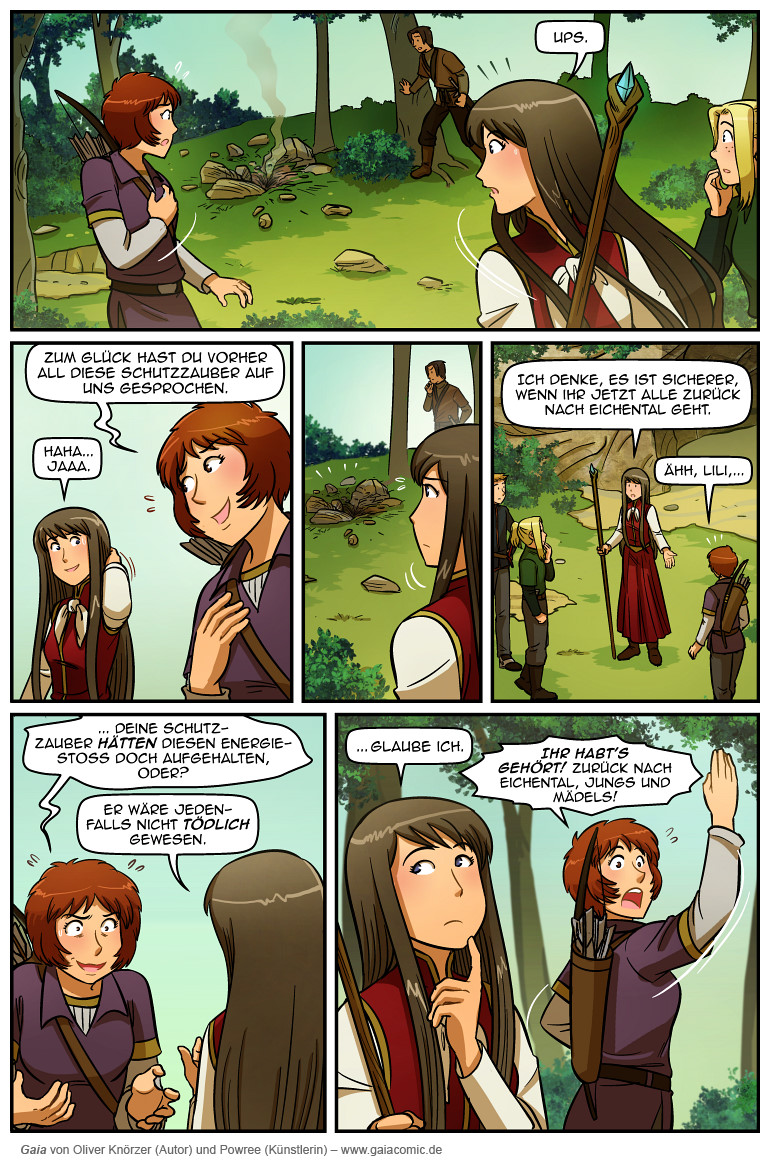 UPS.
ZUM GLÜCK HAST DU VORHER
ALL DIESE SCHUTZZAUBER AUF
UNS GESPROCHEN.
HAHA...
JAAA.
ICH DENKE, ES IST SICHERER,
WENN IHR JETZT ALLE ZURÜCK
NACH EICHENTAL GEHT.
ÄHH, LILI,...
... DEINE SCHUTZ-
ZAUBER HÄTTEN DIESEN ENERGIE-
STOSS DOCH AUFGEHALTEN,
ODER?
ER WÄRE JEDEN-
FALLS NICHT TÖDLICH
GEWESEN.
...GLAUBE ICH.
IHR HABT'S
GEHÖRT! ZURÜCK NACH
EICHENTAL, JUNGS UND
MÄDELS!
Gaia von Oliver Knörzer (Autor) und Powree (Künstlerin) – www.gaiacomic.de